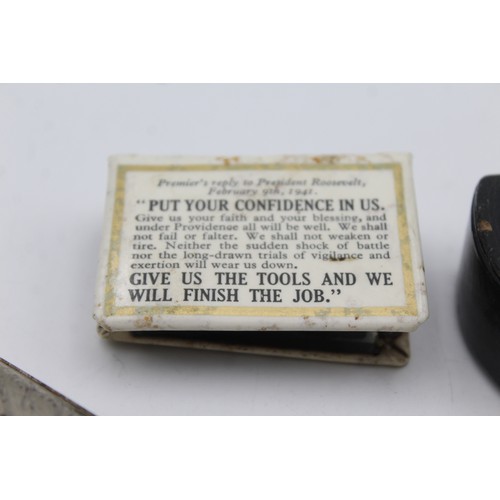 Premier's reply to President Roosevelt,
February 9th, 1941.
"PUT YOUR CONFIDENCE IN US.
Give us your faith and your blessing, and
under Providence all will be well. We shall
not fail or falter. We shall not weaken or
tire. Neither the sudden shock of battle
nor the long-drawn trials of vigilance and
exertion will wear us down.
GIVE US THE TOOLS AND WE
WILL FINISH THE JOB."